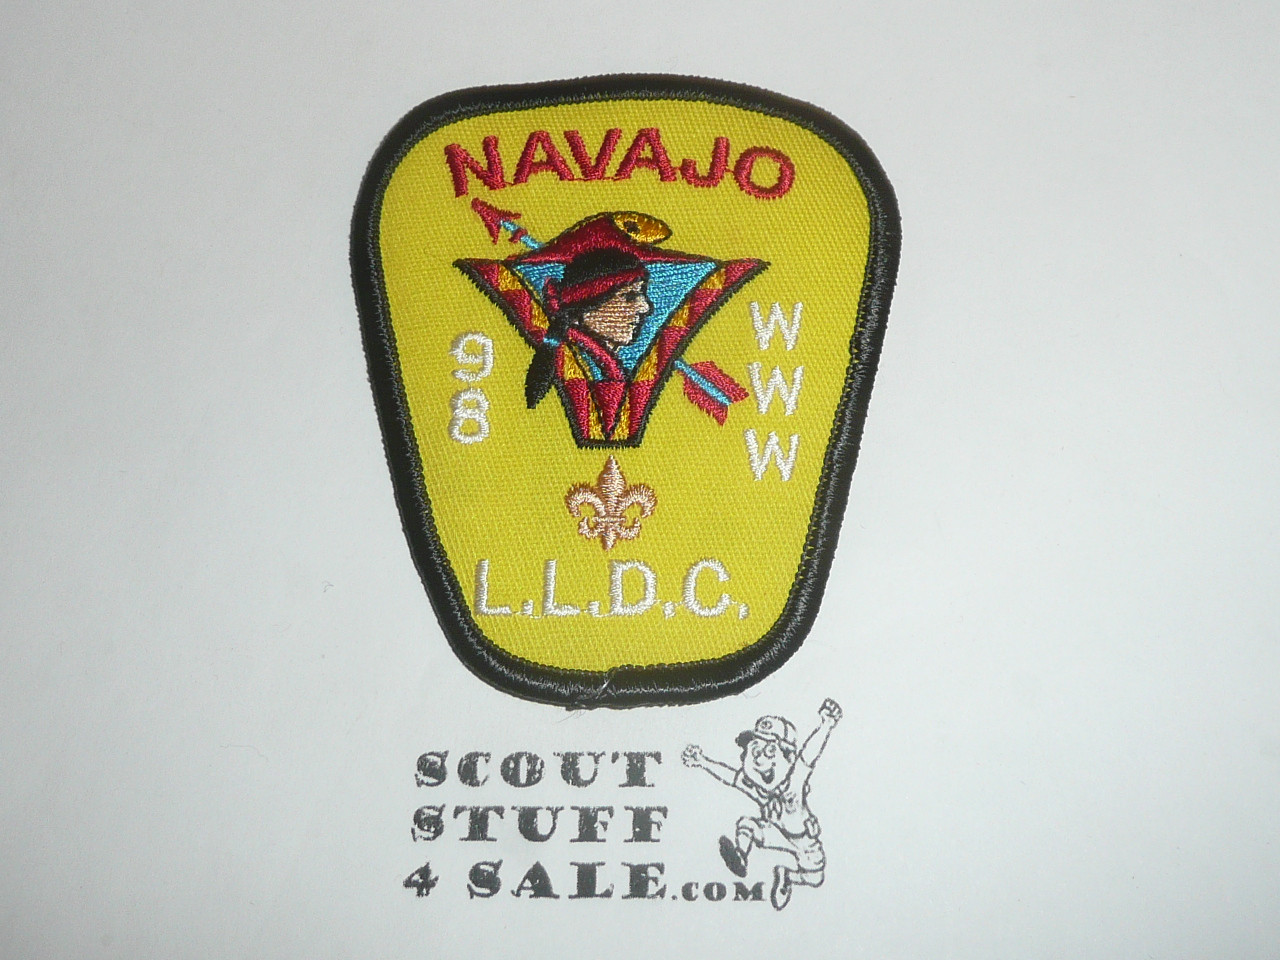 NAVAJO
98
WWW
L.L.D.C.
SCOUT
STUFF
4 SALE.COM